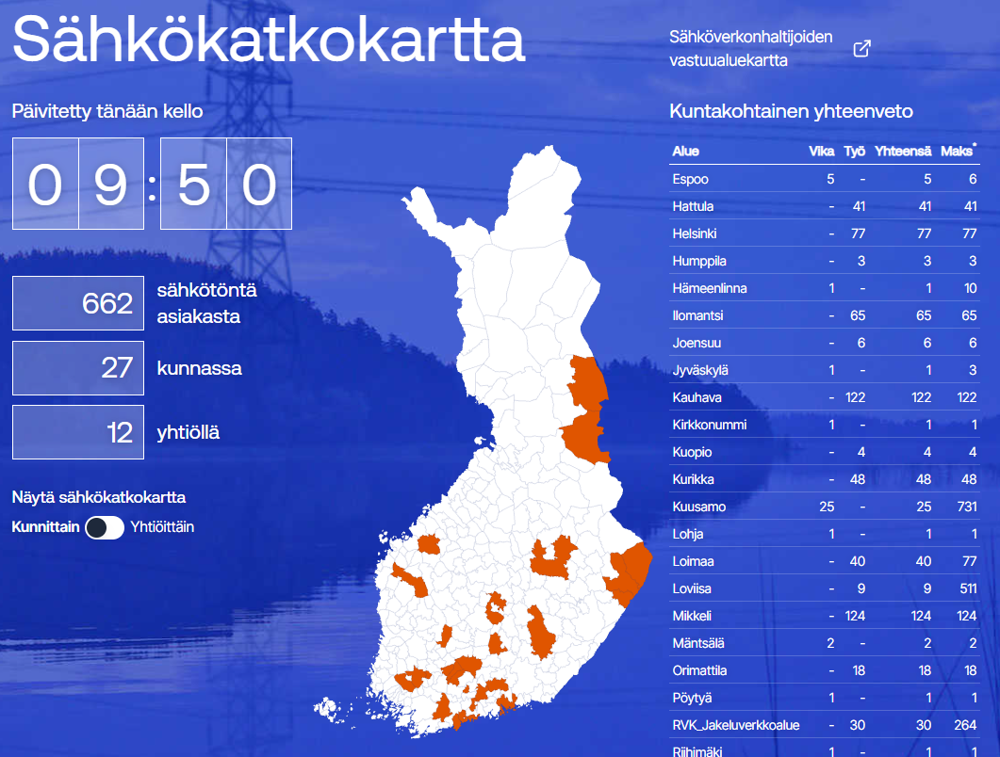 Sähkökatkokartta
Päivitetty tänään kello
09:50
662 sähkötöntä asiakasta
27 kunnassa
12 yhtiöllä
Näytä sähkökatkokartta
Kunnittain Yhtiöittäin
Sähköverkonhaltijoiden
vastuualuekartta
Kuntakohtainen yhteenveto
Alue Vika Työ Yhteensä Maks*
Espoo 5 - 5 6
Hattula - 41 41 41
Helsinki - 77 77 77
Humppila - 3 3 3
Hämeenlinna 1 - 1 10
Ilomantsi - 65 65 65
Joensuu - 6 6 6
Jyväskylä 1 - 1 3
Kauhava - 122 122 122
Kirkkonummi 1 - 1 1
Kuopio - 4 4 4
Kurikka - 48 48 48
Kuusamo 25 - 25 731
Lohja 1 - 1 1
Loimaa - 40 40 77
Loviisa - 9 9 511
Mikkeli - 124 124 124
Mäntsälä 2 - 2 2
Orimattila - 18 18 18
Pöytyä 1 - 1 1
RVK_Jakeluverkkoalue - 30 30 264
Riihimäki 1 - 1 1